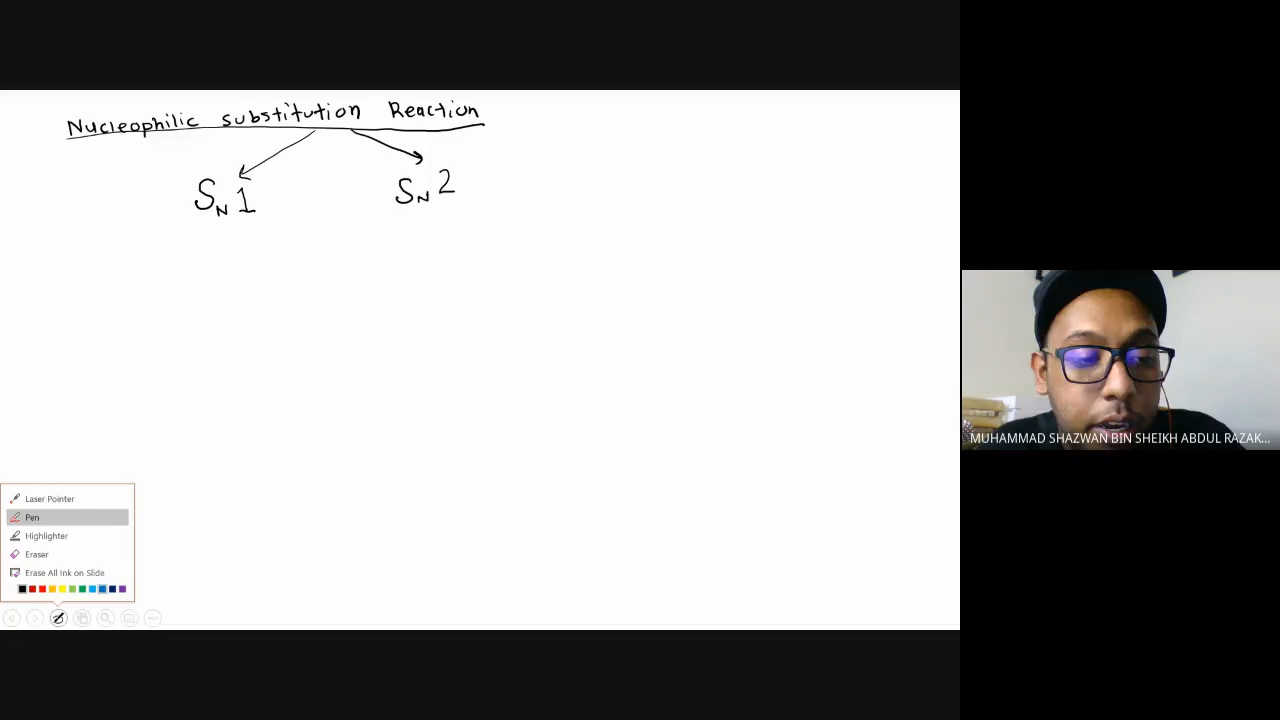 Nucleophilic substitution Reaction
SN1 SN2
MUHAMMAD SHAZWAN BIN SHEIKH ABDUL RAZAK...
Laser Pointer
Pen
Highlighter
Eraser
Erase All Ink on Slide